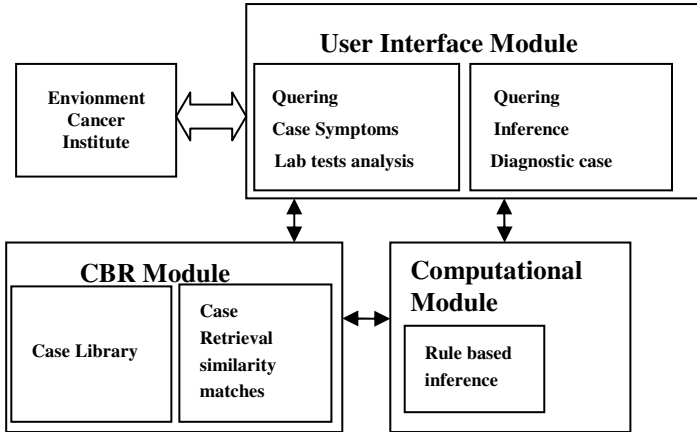 User Interface Module
Envionment
Cancer
Institute
Quering
Case Symptoms
Lab tests analysis
Quering
Inference
Diagnostic case
CBR Module
Case Library
Case
Retrieval
similarity
matches
Computational
Module
Rule based
inference